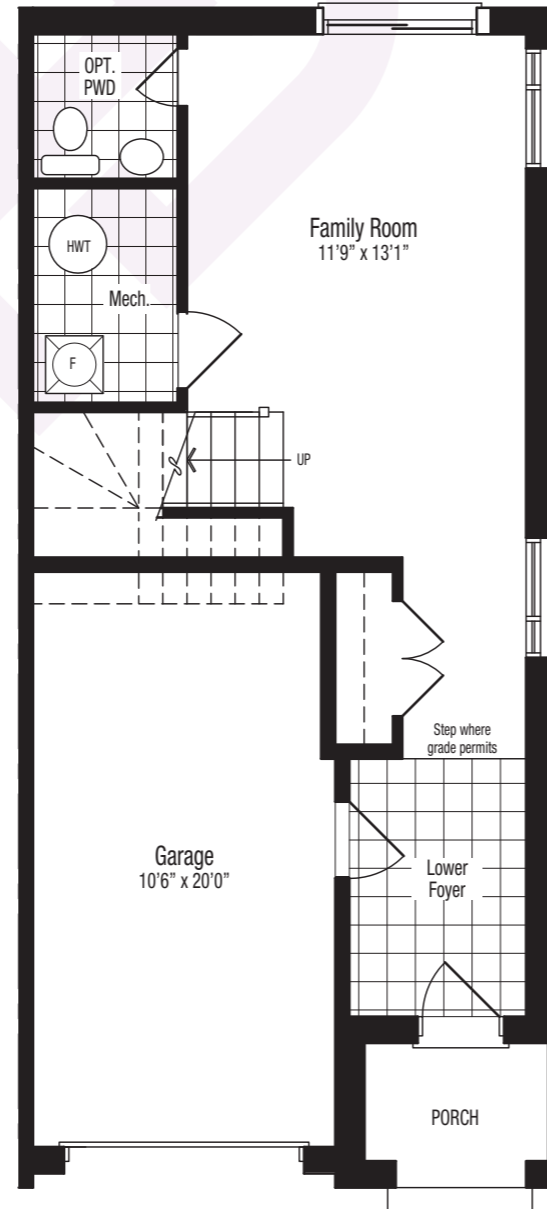 OPT.
PWD
Family Room
11'9" x 13'1"
HWT
Mech.
F
UP
Step where
grade permits
Garage
10'6" x 20'0"
Lower
Foyer
PORCH